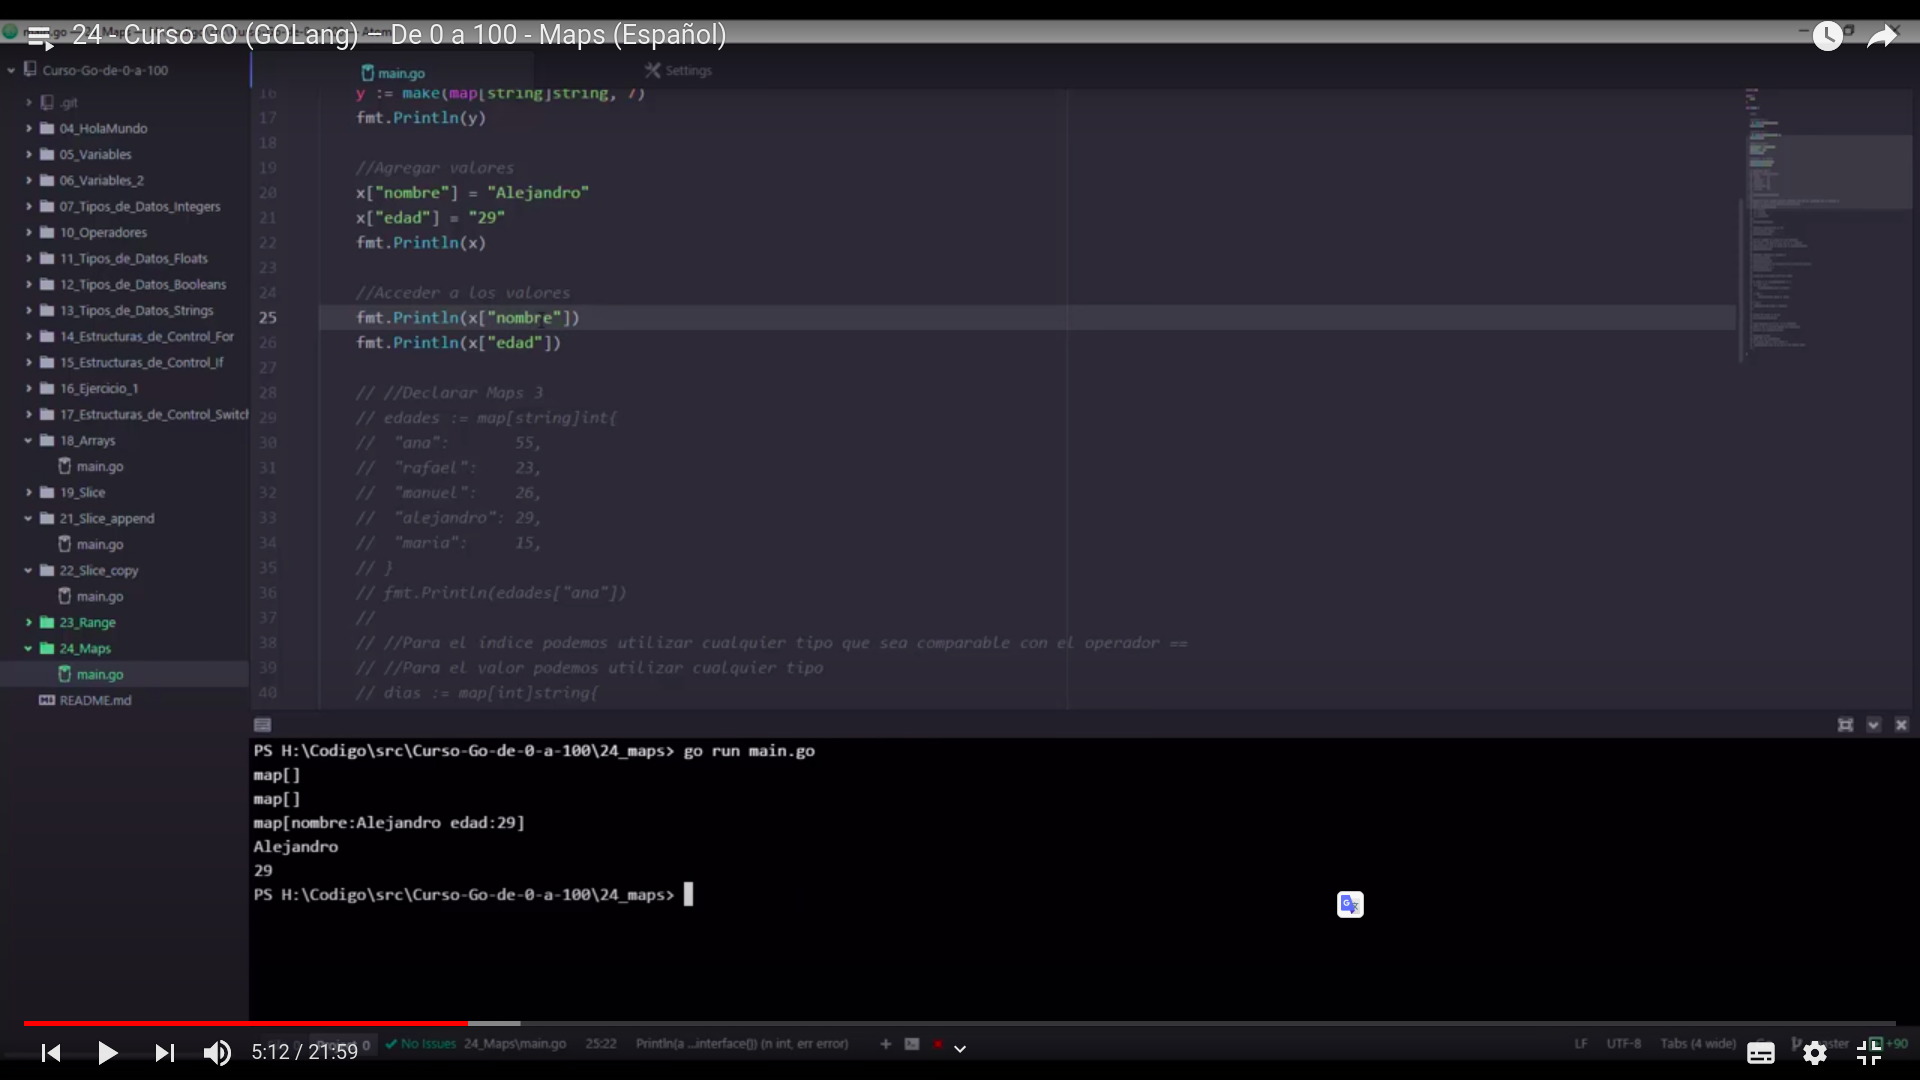 24 - Curso GO (GOLang) – De 0 a 100 - Maps (Español)
Curso-Go-de-0-a-100
.git
04_HolaMundo
05_Variables
06_Variables_2
07_Tipos_de_Datos_Integers
10_Operadores
11_Tipos_de_Datos_Floats
12_Tipos_de_Datos_Booleans
13_Tipos_de_Datos_Strings
14_Estructuras_de_Control_For
15_Estructuras_de_Control_If
16_Ejercicio_1
17_Estructuras_de_Control_Switch
18_Arrays
main.go
19_Slice
21_Slice_append
main.go
22_Slice_copy
main.go
23_Range
24_Maps
main.go
README.md
main.go
Settings
16 y := make(map[string]string, 7)
17 fmt.Println(y)
18
19 //Agregar valores
20 x["nombre"] = "Alejandro"
21 x["edad"] = "29"
22 fmt.Println(x)
23
24 //Acceder a los valores
25 fmt.Println(x["nombre"])
26 fmt.Println(x["edad"])
27
28 // //Declarar Maps 3
29 // edades := map[string]int{
30 // "ana": 55,
31 // "rafael": 23,
32 // "manuel": 26,
33 // "alejandro": 29,
34 // "maria": 15,
35 // }
36 // fmt.Println(edades["ana"])
37 //
38 // //Para el índice podemos utilizar cualquier tipo que sea comparable con el operador ==
39 // //Para el valor podemos utilizar cualquier tipo
40 // dias := map[int]string{
PS H:\Codigo\src\Curso-Go-de-0-a-100\24_maps> go run main.go
map[]
map[]
map[nombre:Alejandro edad:29]
Alejandro
29
PS H:\Codigo\src\Curso-Go-de-0-a-100\24_maps>
5:12 / 21:59
0 No Issues 24_Maps\main.go 25:22 Println(a ...interface{}) (n int, err error)
LF UTF-8 Tabs (4 wide) +90